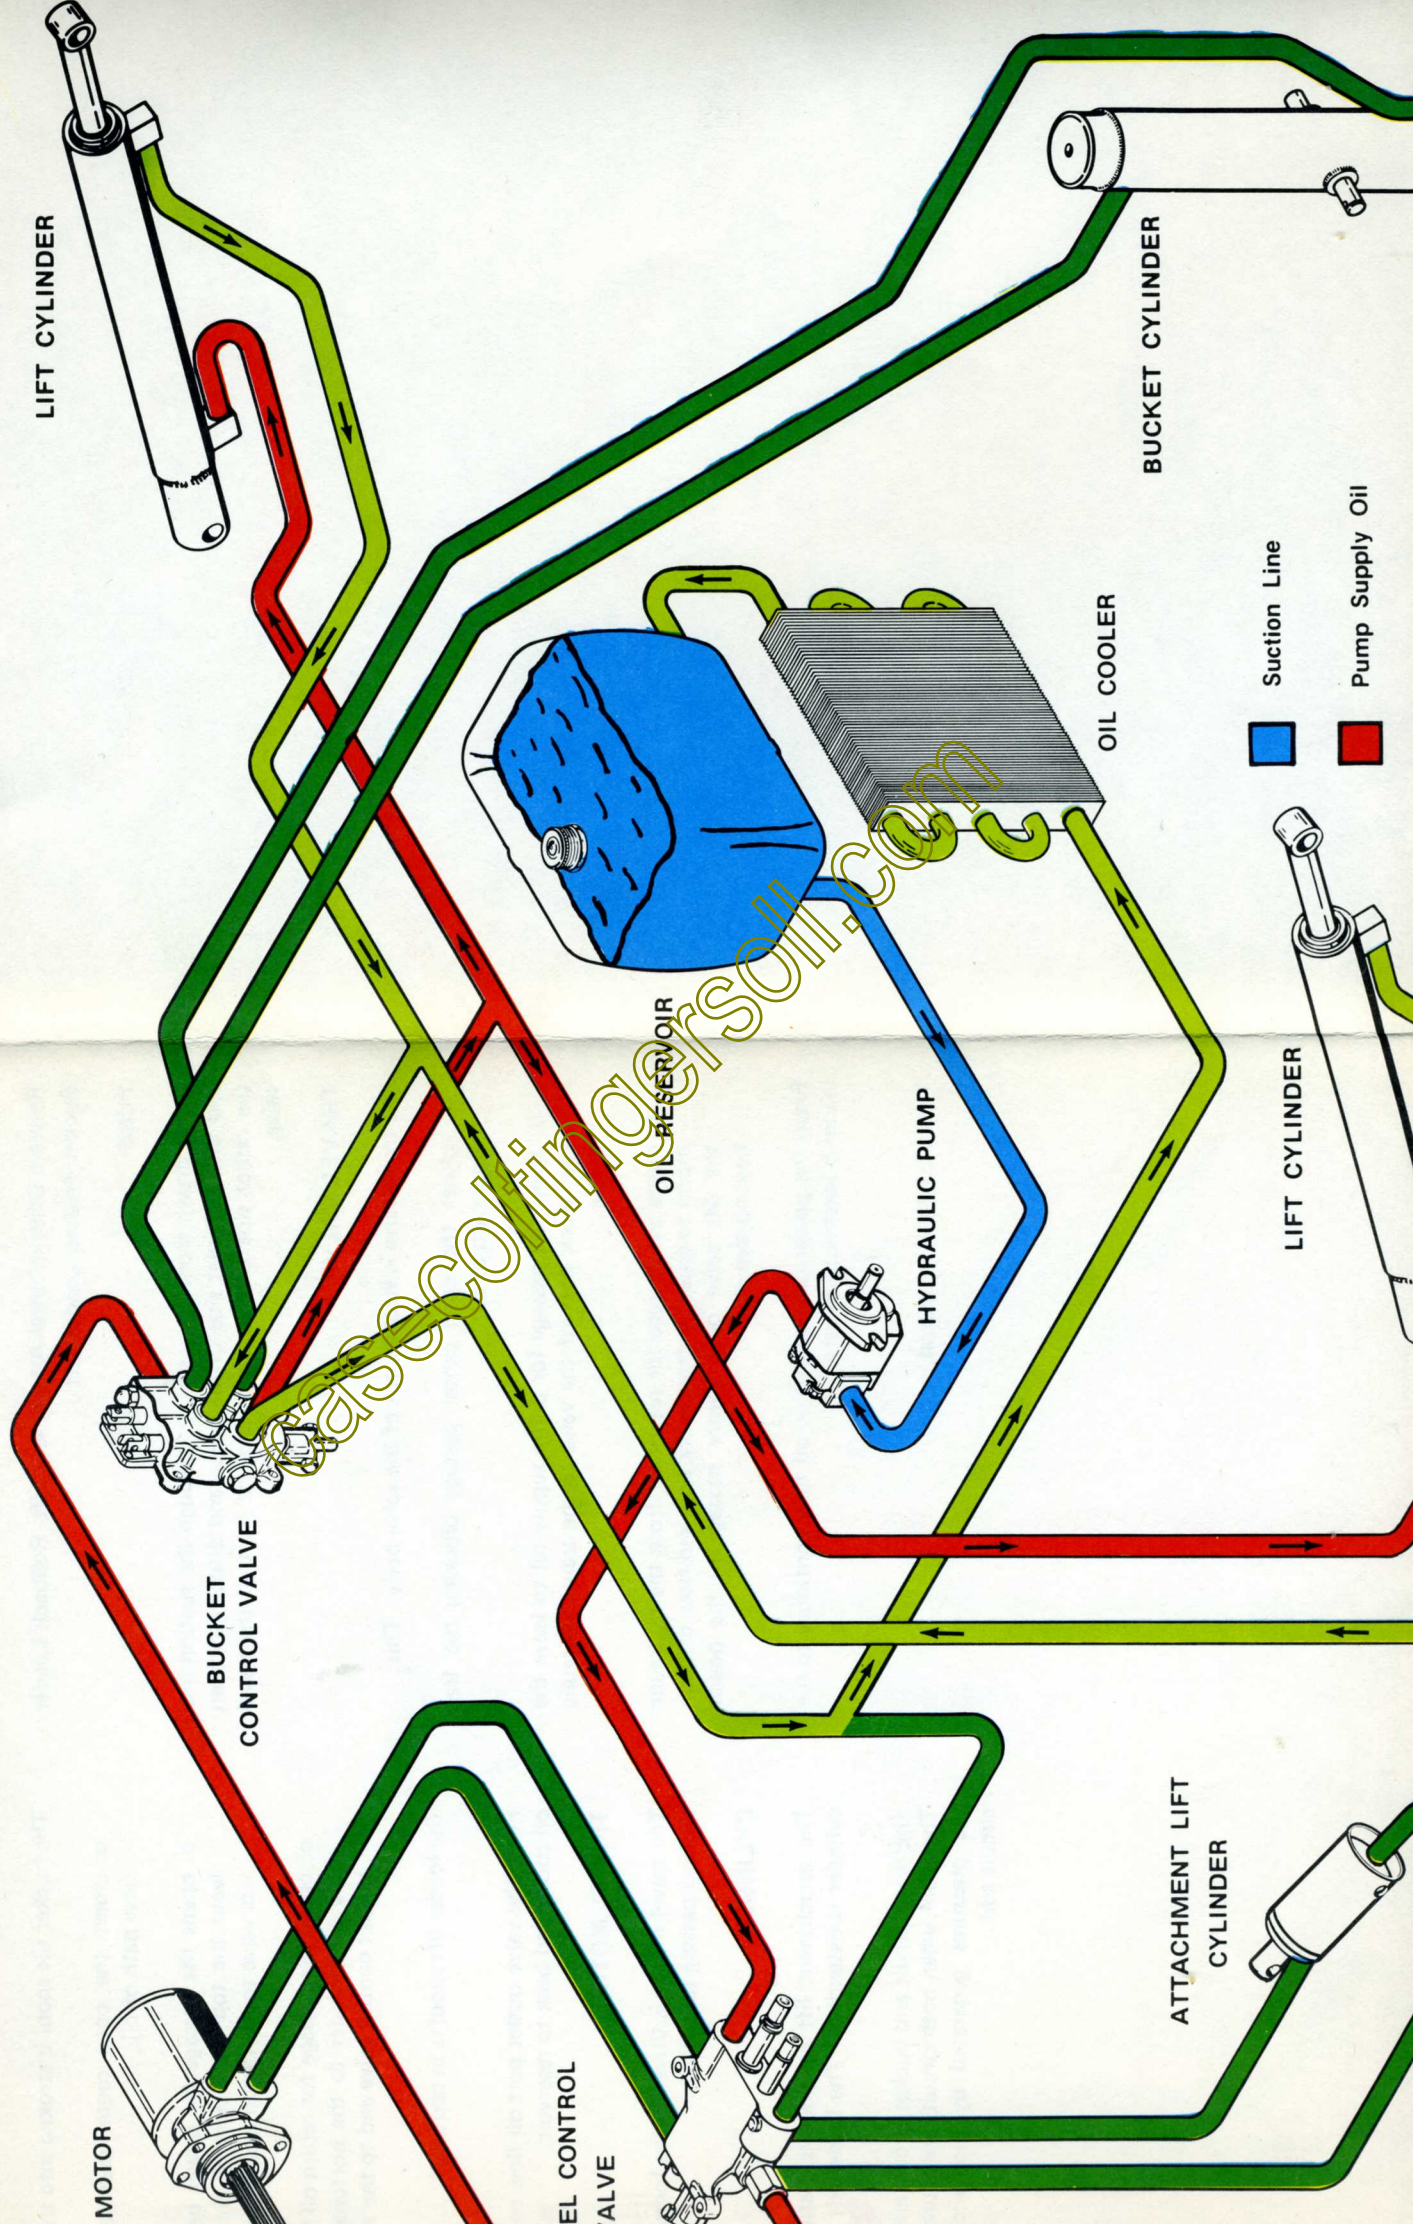 LIFT CYLINDER
BUCKET CYLINDER
OIL COOLER
Suction Line
Pump Supply Oil
OIL RESERVOIR
HYDRAULIC PUMP
LIFT CYLINDER
BUCKET
CONTROL VALVE
ATTACHMENT LIFT
CYLINDER
MOTOR
EL CONTROL
ALVE
casecoltingersoll.com